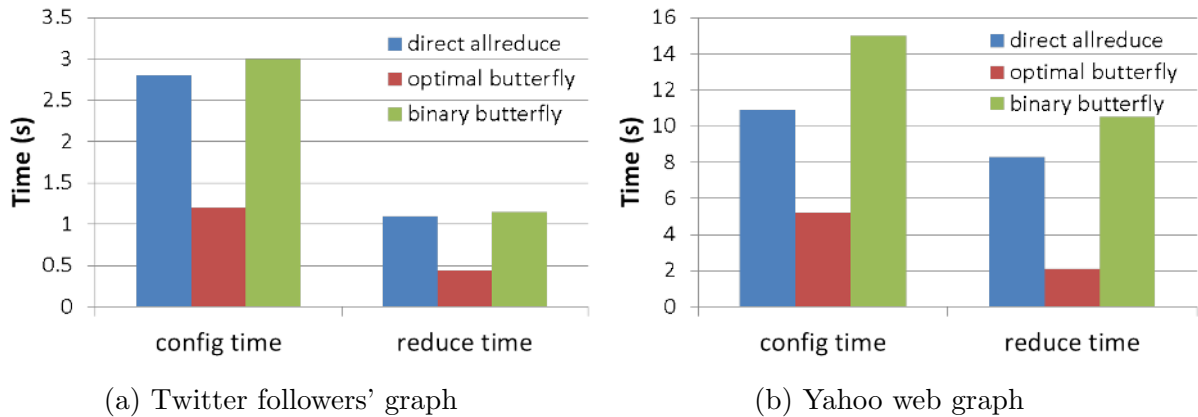 3.5
3
2.5
2
1.5
1
0.5
0
Time (s)
direct allreduce
optimal butterfly
binary butterfly
config time
reduce time
(a) Twitter followers' graph
16
14
12
10
8
6
4
2
0
Time (s)
direct allreduce
optimal butterfly
binary butterfly
config time
reduce time
(b) Yahoo web graph